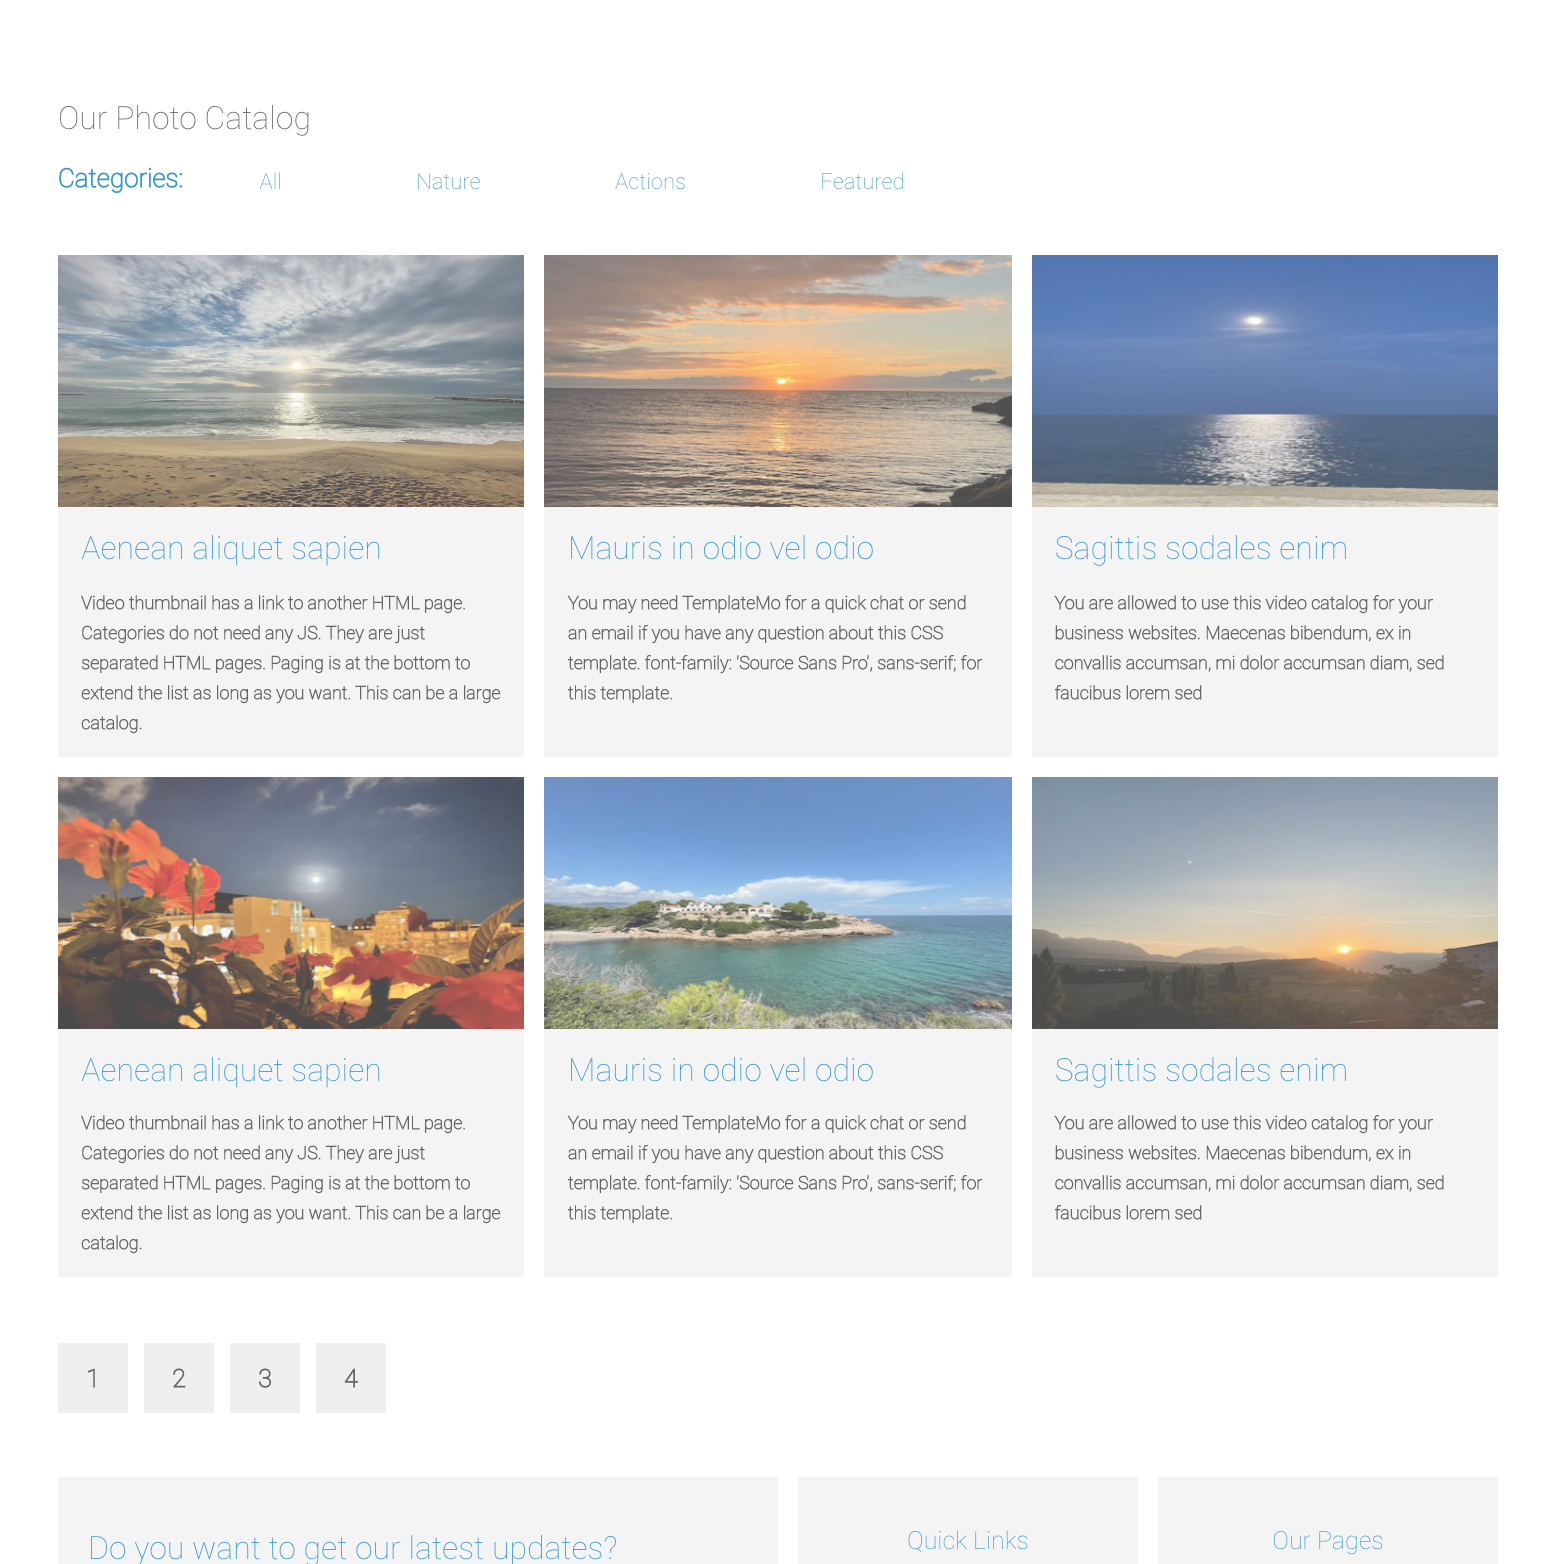 Our Photo Catalog
Categories: All Nature Actions Featured
Aenean aliquet sapien
Video thumbnail has a link to another HTML page.
Categories do not need any JS. They are just
separated HTML pages. Paging is at the bottom to
extend the list as long as you want. This can be a large
catalog.
Mauris in odio vel odio
You may need TemplateMo for a quick chat or send
an email if you have any question about this CSS
template. font-family: 'Source Sans Pro', sans-serif; for
this template.
Sagittis sodales enim
You are allowed to use this video catalog for your
business websites. Maecenas bibendum, ex in
convallis accumsan, mi dolor accumsan diam, sed
faucibus lorem sed
Aenean aliquet sapien
Video thumbnail has a link to another HTML page.
Categories do not need any JS. They are just
separated HTML pages. Paging is at the bottom to
extend the list as long as you want. This can be a large
catalog.
Mauris in odio vel odio
You may need TemplateMo for a quick chat or send
an email if you have any question about this CSS
template. font-family: 'Source Sans Pro', sans-serif; for
this template.
Sagittis sodales enim
You are allowed to use this video catalog for your
business websites. Maecenas bibendum, ex in
convallis accumsan, mi dolor accumsan diam, sed
faucibus lorem sed
1 2 3 4
Do you want to get our latest updates?
Quick Links
Our Pages